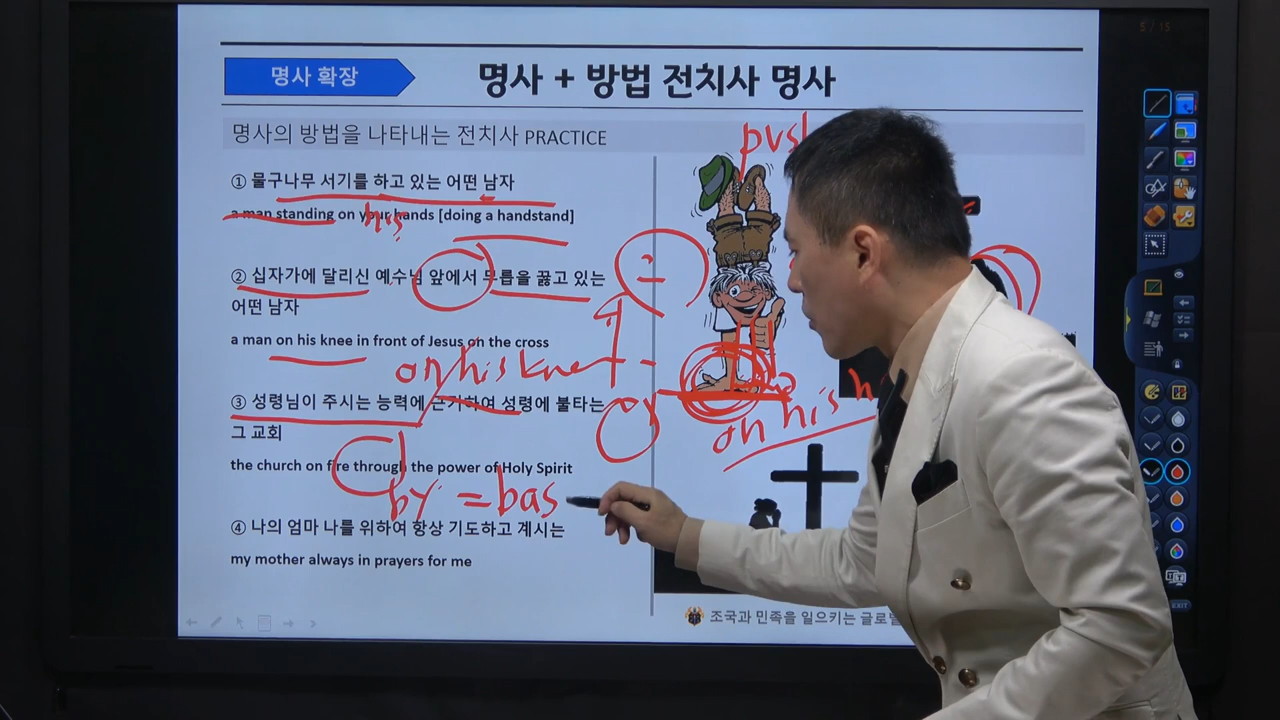 5 / 15
명사 확장
명사 + 방법 전치사 명사
명사의 방법을 나타내는 전치사 PRACTICE
pus
① 물구나무 서기를 하고 있는 어떤 남자
a man standing on your hands [doing a handstand]
his
② 십자가에 달리신 예수님 앞에서 무릎을 꿇고 있는
어떤 남자
a man on his knee in front of Jesus on the cross
on his knee
③ 성령님이 주시는 능력에 근거하여 성령에 불타는
그 교회
on his h
the church on fire through the power of Holy Spirit
by = bas
④ 나의 엄마 나를 위하여 항상 기도하고 계시는
my mother always in prayers for me
조국과 민족을 일으키는 글로벌
EXIT